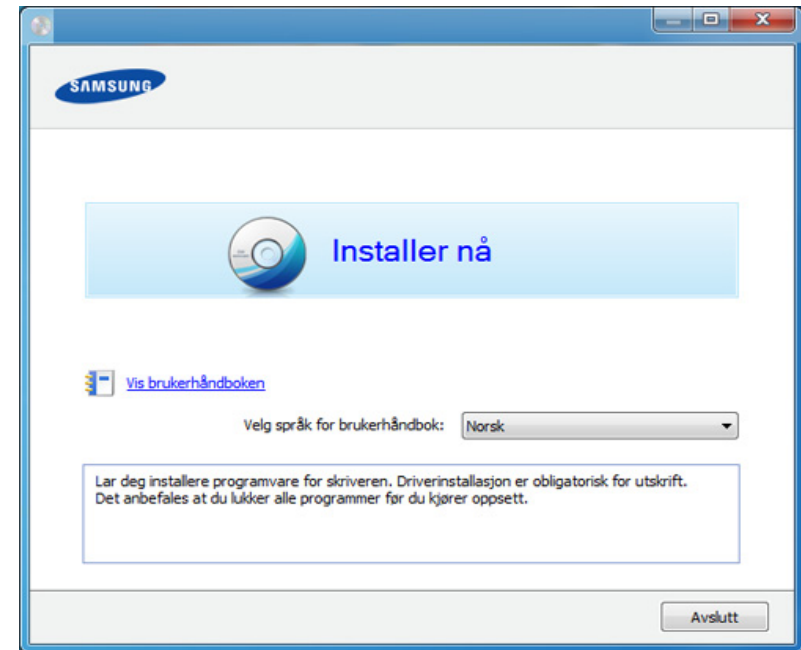 SAMSUNG
Installer nå
Vis brukerhåndboken
Velg språk for brukerhåndbok: Norsk
Lar deg installere programvare for skriveren. Driverinstallasjon er obligatorisk for utskrift.
Det anbefales at du lukker alle programmer før du kjører oppsett.
Avslutt